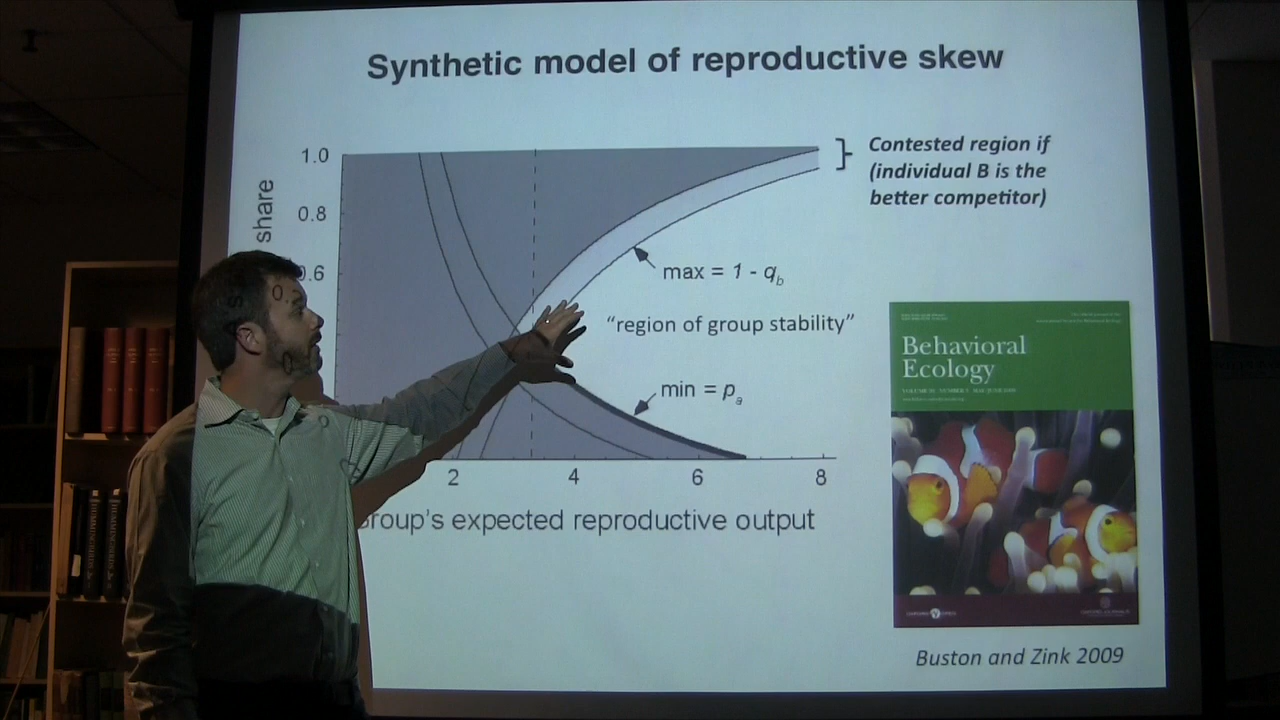 Synthetic model of reproductive skew
Contested region if
(individual B is the
better competitor)
1.0
0.8
0.6
share
max = 1 - q_b
"region of group stability"
min = p_a
2 4 6 8
Group's expected reproductive output
Behavioral
Ecology
Buston and Zink 2009